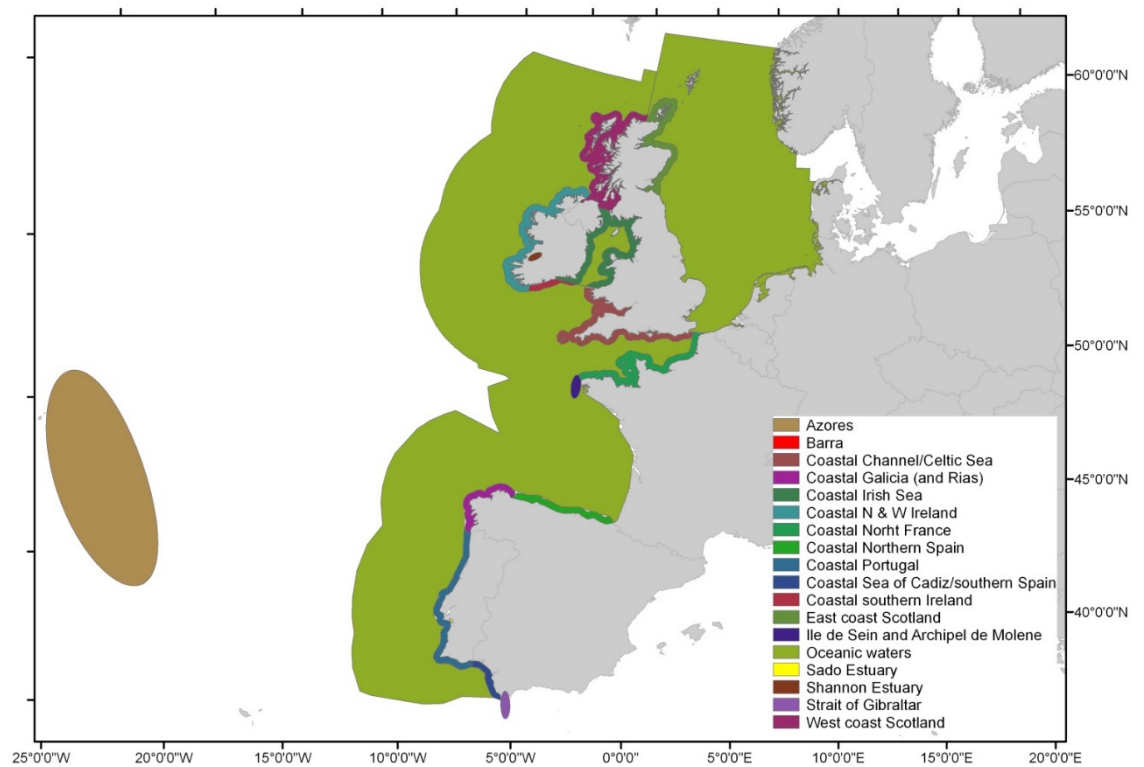 60°0'0"N
55°0'0"N
50°0'0"N
45°0'0"N
40°0'0"N
Azores
Barra
Coastal Channel/Celtic Sea
Coastal Galicia (and Rias)
Coastal Irish Sea
Coastal N & W Ireland
Coastal Norht France
Coastal Northern Spain
Coastal Portugal
Coastal Sea of Cadiz/southern Spain
Coastal southern Ireland
East coast Scotland
Ile de Sein and Archipel de Molene
Oceanic waters
Sado Estuary
Shannon Estuary
Strait of Gibraltar
West coast Scotland
25°0'0"W 20°0'0"W 15°0'0"W 10°0'0"W 5°0'0"W 0°0'0" 5°0'0"E 10°0'0"E 15°0'0"E 20°0'0"E